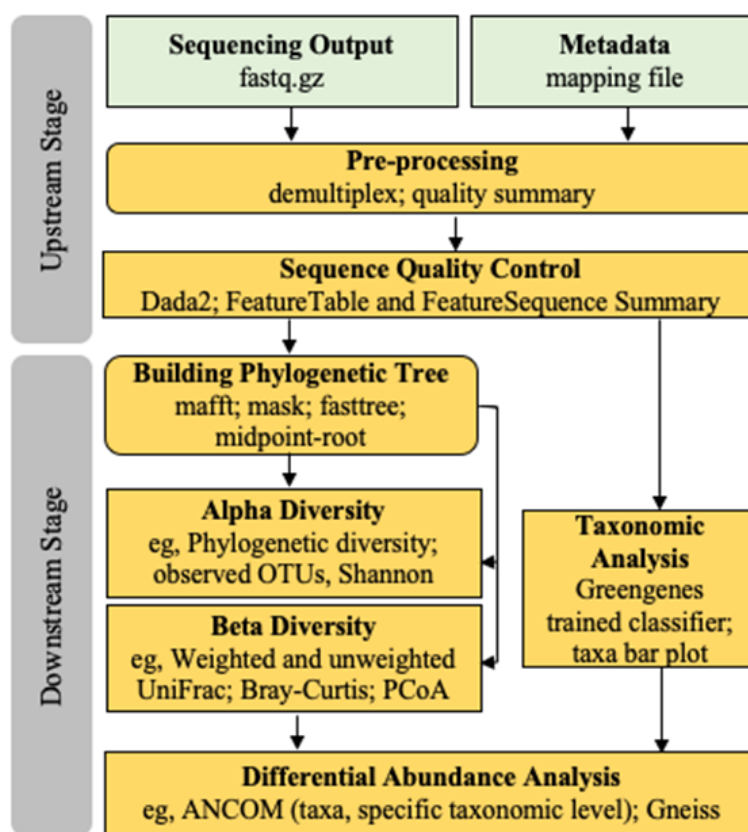 Upstream Stage
Sequencing Output
fastq.gz
Metadata
mapping file
Pre-processing
demultiplex; quality summary
Sequence Quality Control
Dada2; FeatureTable and FeatureSequence Summary
Downstream Stage
Building Phylogenetic Tree
mafft; mask; fasttree;
midpoint-root
Alpha Diversity
eg, Phylogenetic diversity;
observed OTUs, Shannon
Beta Diversity
eg, Weighted and unweighted
UniFrac; Bray-Curtis; PCoA
Taxonomic
Analysis
Greengenes
trained classifier;
taxa bar plot
Differential Abundance Analysis
eg, ANCOM (taxa, specific taxonomic level); Gneiss